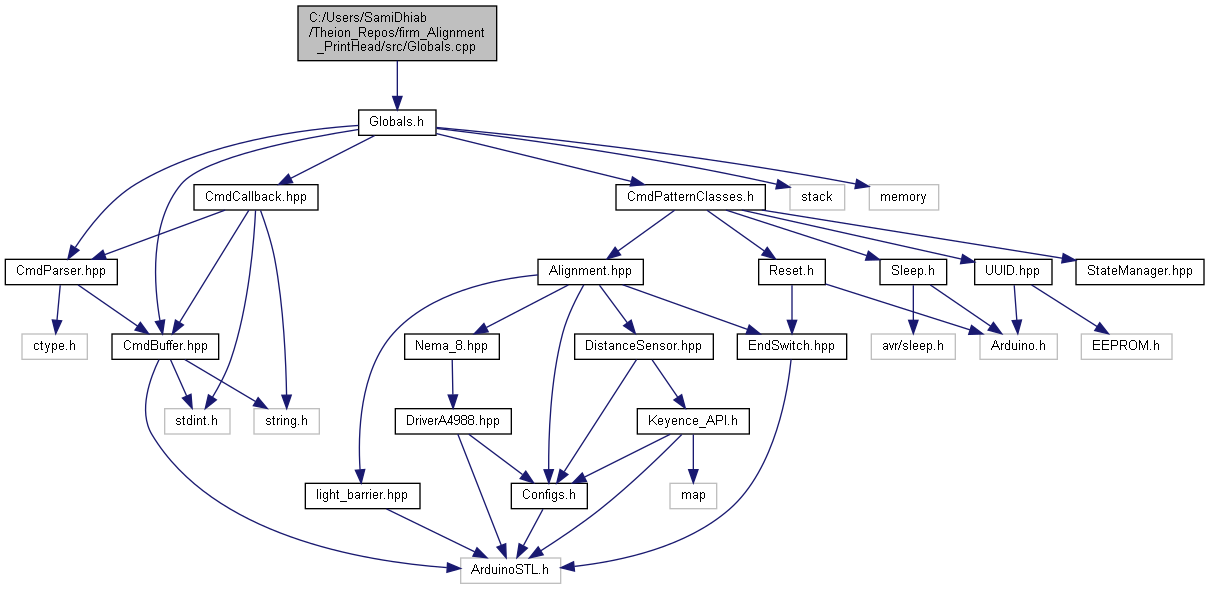 C:/Users/SamiDhiab
/Theion_Repos/firm_Alignment
_PrintHead/src/Globals.cpp
Globals.h
CmdCallback.hpp
CmdPatternClasses.h
stack
memory
CmdParser.hpp
Alignment.hpp
Reset.h
Sleep.h
UUID.hpp
StateManager.hpp
ctype.h
CmdBuffer.hpp
Nema_8.hpp
DistanceSensor.hpp
EndSwitch.hpp
avr/sleep.h
Arduino.h
EEPROM.h
stdint.h
string.h
DriverA4988.hpp
Keyence_API.h
light_barrier.hpp
Configs.h
map
ArduinoSTL.h